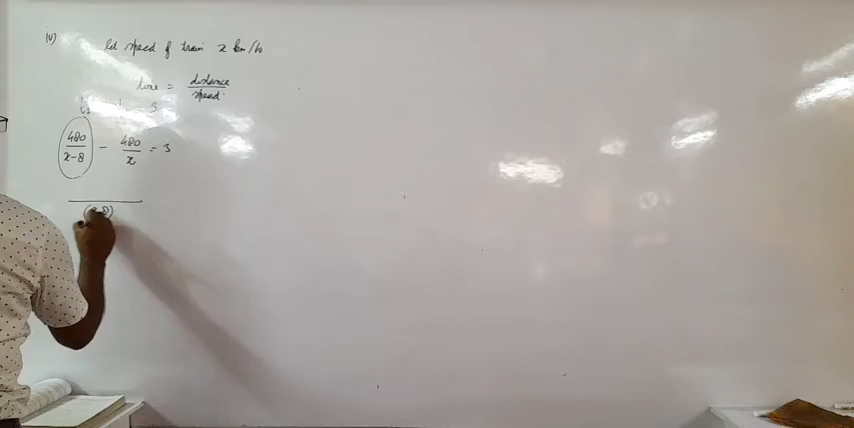 iv)
let speed of train x km/hr
time = distance / speed.
480 / x-8 - 480 / x = 3